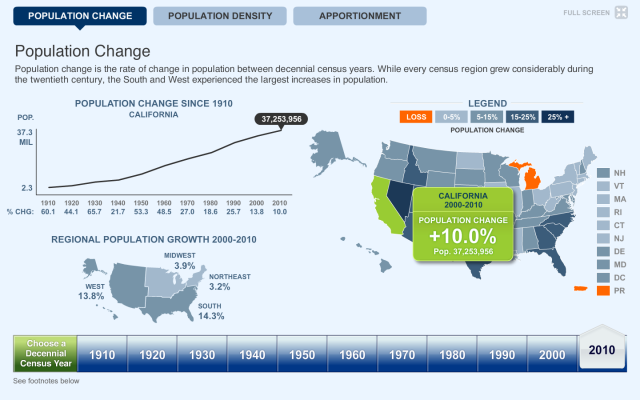 POPULATION CHANGE
POPULATION DENSITY
APPORTIONMENT
FULL SCREEN
Population Change
Population change is the rate of change in population between decennial census years. While every census region grew considerably during
the twentieth century, the South and West experienced the largest increases in population.
POPULATION CHANGE SINCE 1910
CALIFORNIA
POP.
37.3
MIL
2.3
37,253,956
1910 1920 1930 1940 1950 1960 1970 1980 1990 2000 2010
% CHG: 60.1 44.1 65.7 21.7 53.3 48.5 27.0 18.6 25.7 13.8 10.0
LEGEND
LOSS 0-5% 5-15% 15-25% 25% +
POPULATION CHANGE
CALIFORNIA
2000-2010
POPULATION CHANGE
+10.0%
Pop. 37,253,956
NH
VT
MA
RI
CT
NJ
DE
MD
DC
PR
REGIONAL POPULATION GROWTH 2000-2010
MIDWEST
3.9%
NORTHEAST
3.2%
WEST
13.8%
SOUTH
14.3%
Choose a
Decennial
Census Year
1910 1920 1930 1940 1950 1960 1970 1980 1990 2000 2010
See footnotes below